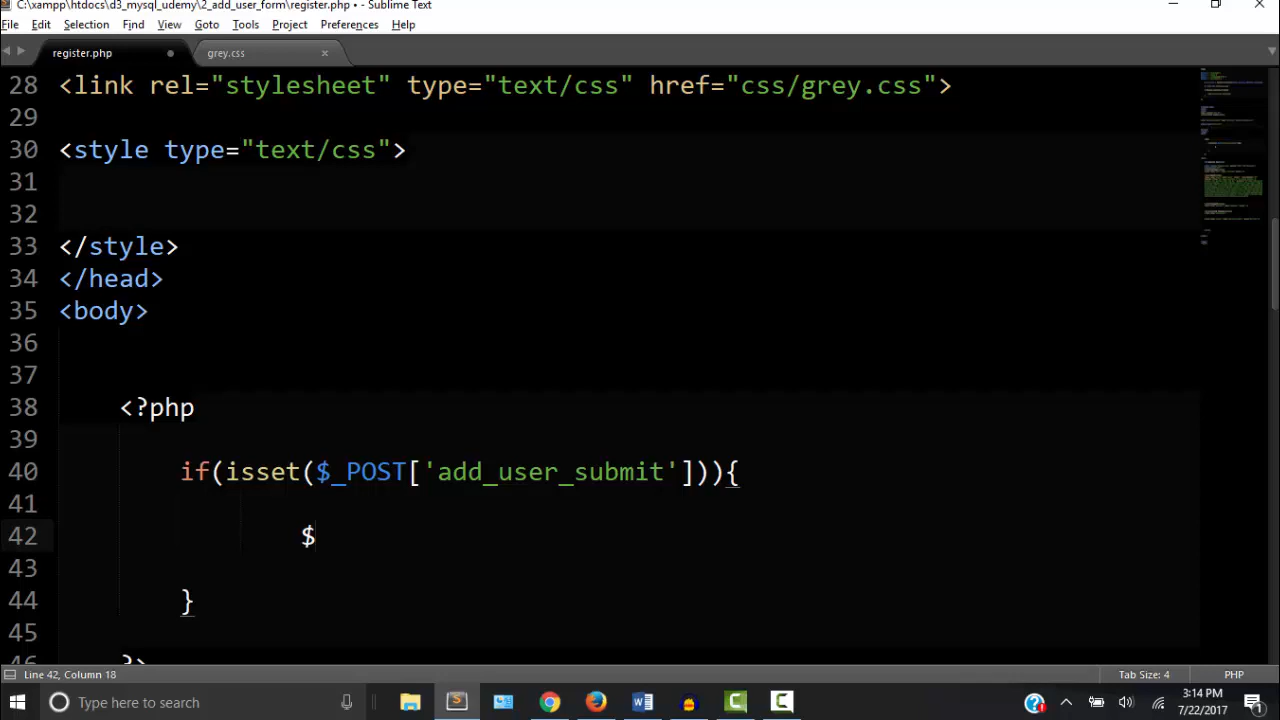 C:\xampp\htdocs\d3_mysql_udemy\2_add_user_form\register.php • - Sublime Text
File Edit Selection Find View Goto Tools Project Preferences Help
register.php grey.css
28 <link rel="stylesheet" type="text/css" href="css/grey.css">
29
30 <style type="text/css">
31
32
33 </style>
34 </head>
35 <body>
36
37
38 <?php
39
40 if(isset($_POST['add_user_submit'])){
41
42 $
43
44 }
45
46 ?>
Line 42, Column 18 Tab Size: 4 PHP
Type here to search
3:14 PM
7/22/2017